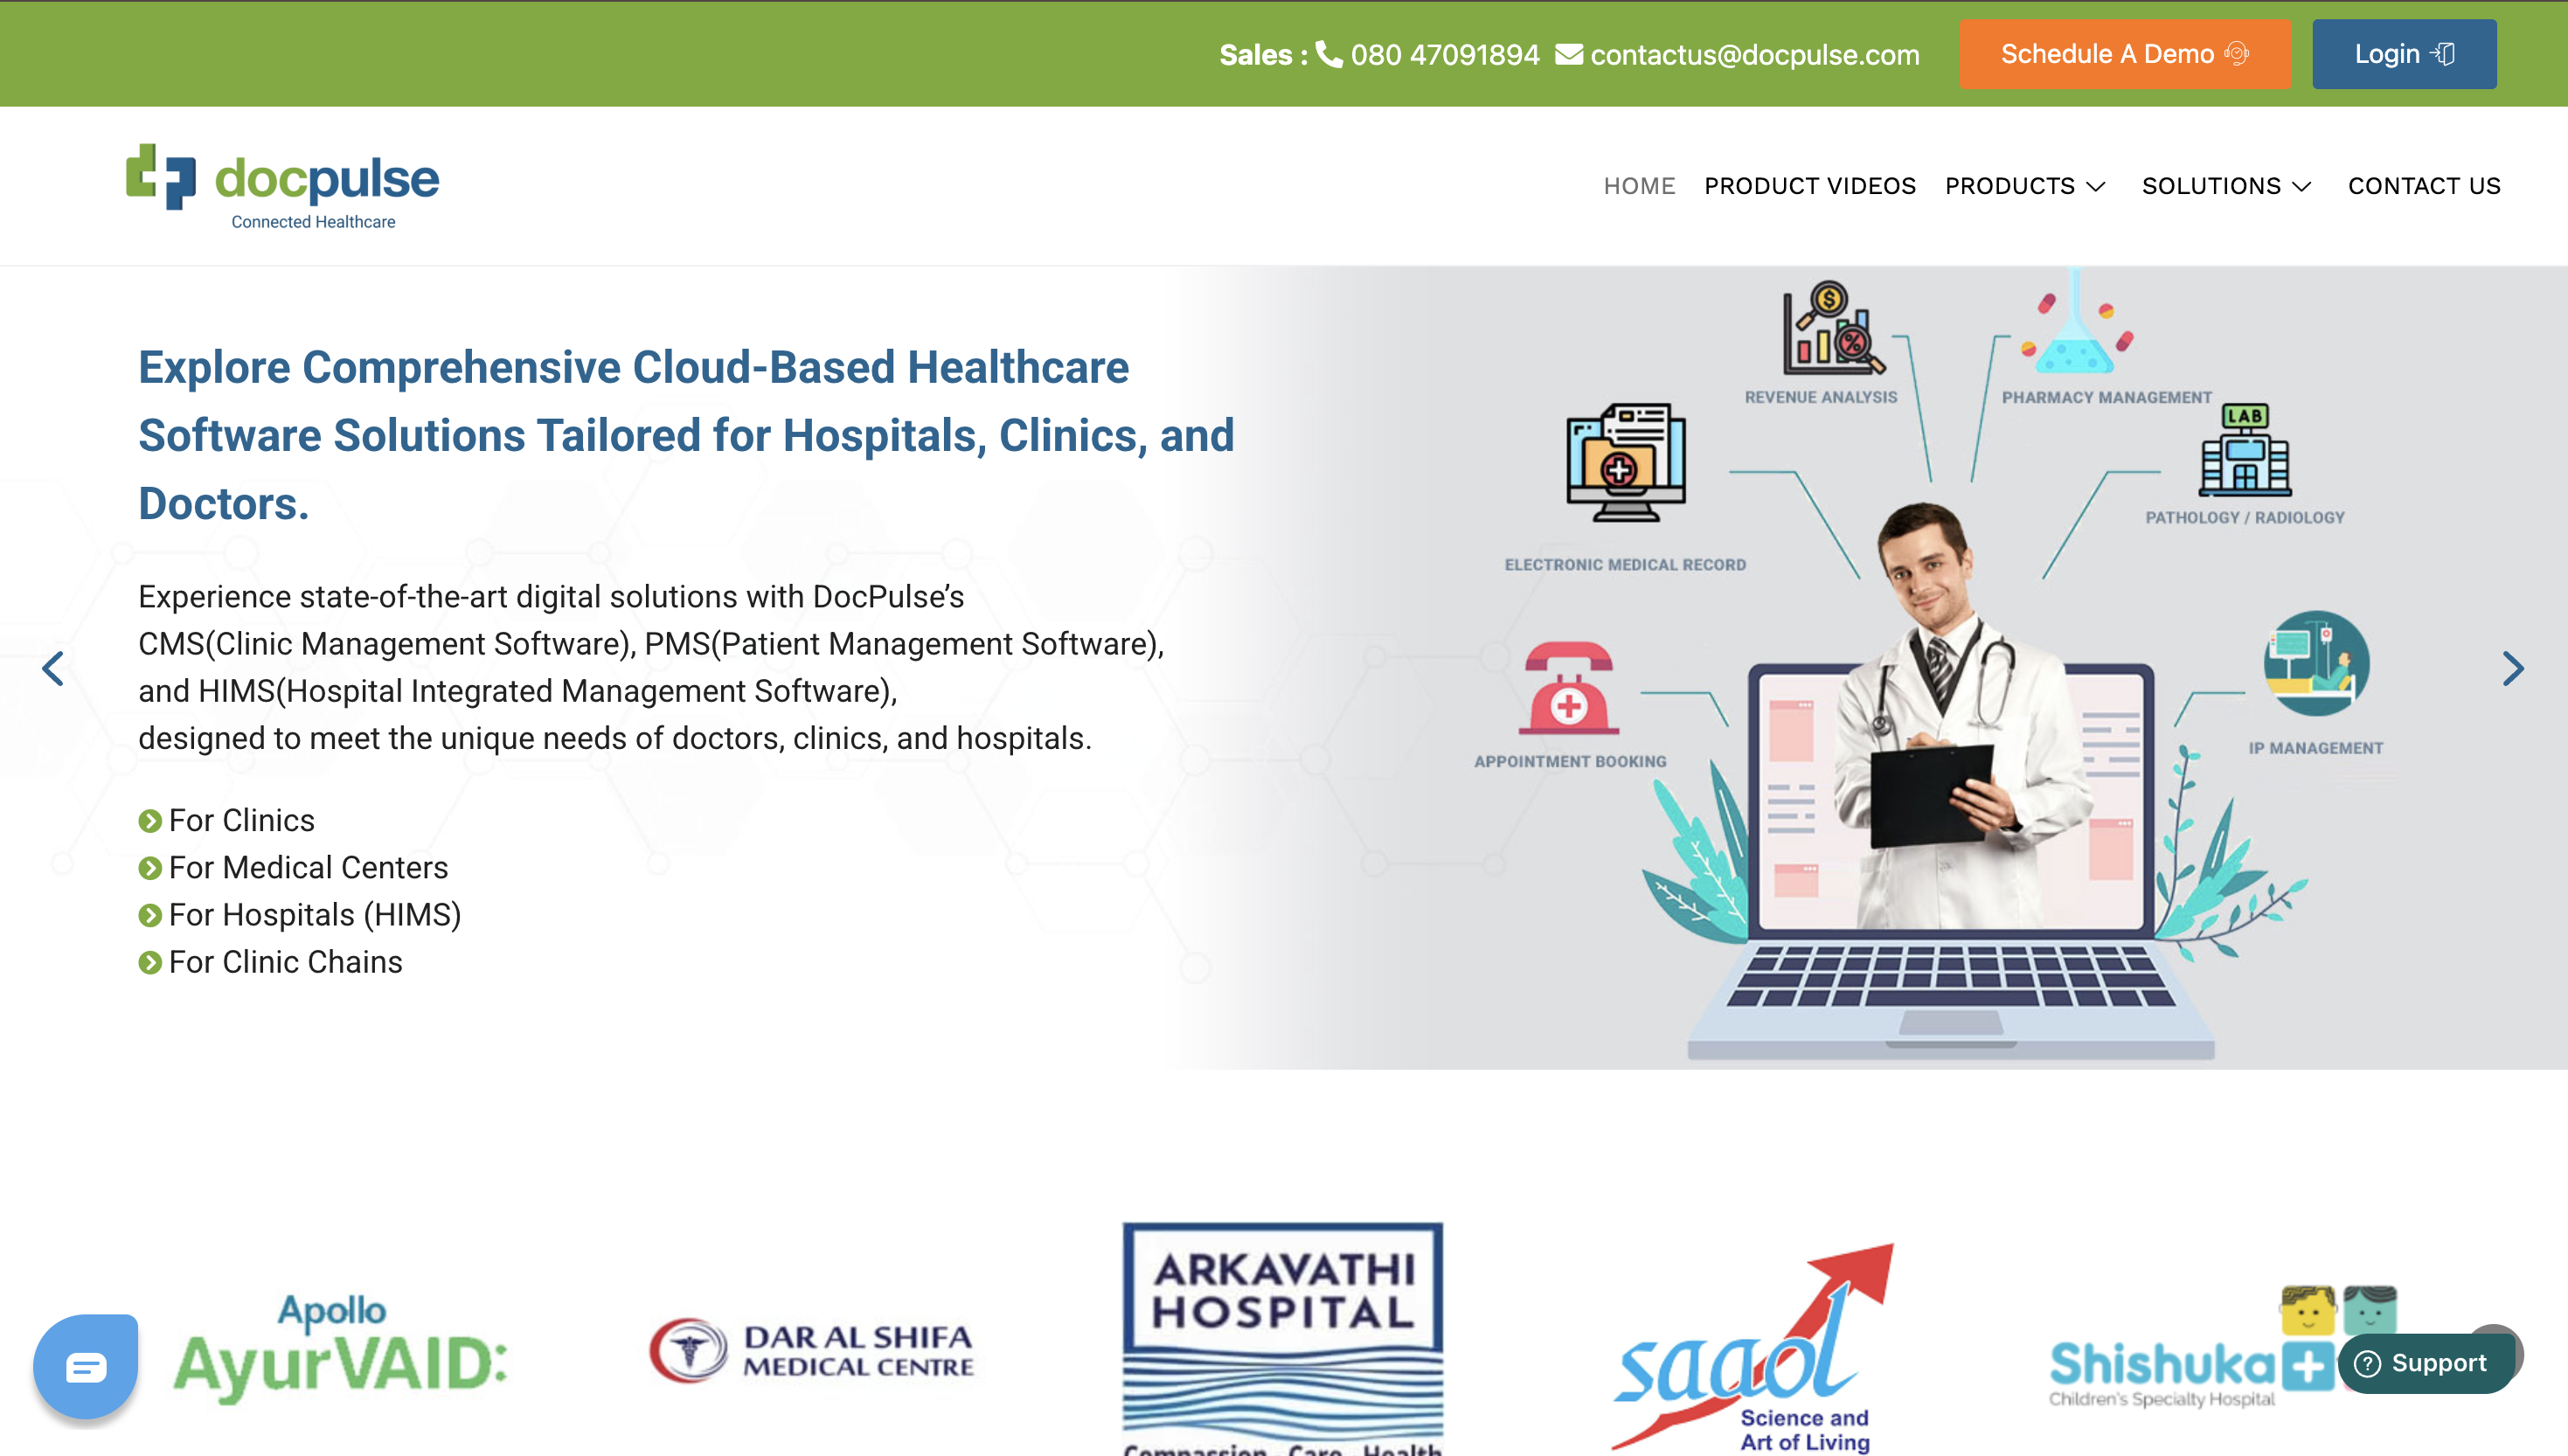 Sales : 080 47091894 contactus@docpulse.com Schedule A Demo Login
docpulse
Connected Healthcare
HOME PRODUCT VIDEOS PRODUCTS SOLUTIONS CONTACT US
Explore Comprehensive Cloud-Based Healthcare
Software Solutions Tailored for Hospitals, Clinics, and
Doctors.
Experience state-of-the-art digital solutions with DocPulse’s
CMS(Clinic Management Software), PMS(Patient Management Software),
and HIMS(Hospital Integrated Management Software),
designed to meet the unique needs of doctors, clinics, and hospitals.
For Clinics
For Medical Centers
For Hospitals (HIMS)
For Clinic Chains
REVENUE ANALYSIS
PHARMACY MANAGEMENT
LAB
PATHOLOGY / RADIOLOGY
ELECTRONIC MEDICAL RECORD
APPOINTMENT BOOKING
IP MANAGEMENT
Apollo
AyurVAID:
DAR AL SHIFA
MEDICAL CENTRE
ARKAVATHI
HOSPITAL
Compassion - Care - Health
saaol
Science and
Art of Living
Shishuka
Children's Specialty Hospital
Support